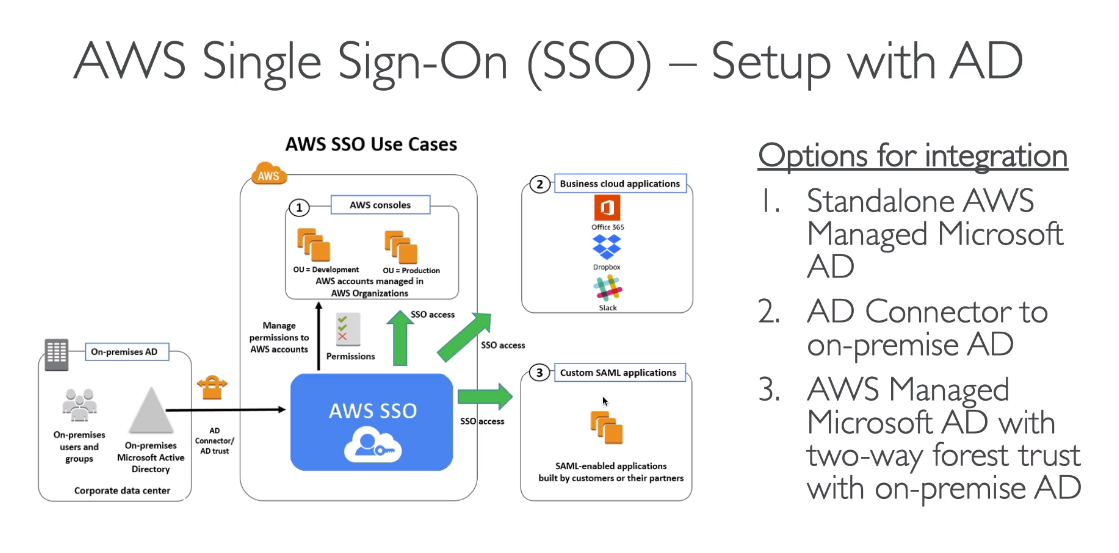 AWS Single Sign-On (SSO) – Setup with AD
AWS SSO Use Cases
AWS
1
AWS consoles
OU = Development
OU = Production
AWS accounts managed in
AWS Organizations
Manage
permissions to
AWS accounts
Permissions
SSO access
SSO access
SSO access
On-premises AD
On-premises
users and
groups
On-premises
Microsoft Active
Directory
Corporate data center
AD
Connector/
AD trust
AWS SSO
2
Business cloud applications
Office 365
Dropbox
Slack
3
Custom SAML applications
SAML-enabled applications
built by customers or their partners
Options for integration
1. Standalone AWS
Managed Microsoft
AD
2. AD Connector to
on-premise AD
3. AWS Managed
Microsoft AD with
two-way forest trust
with on-premise AD